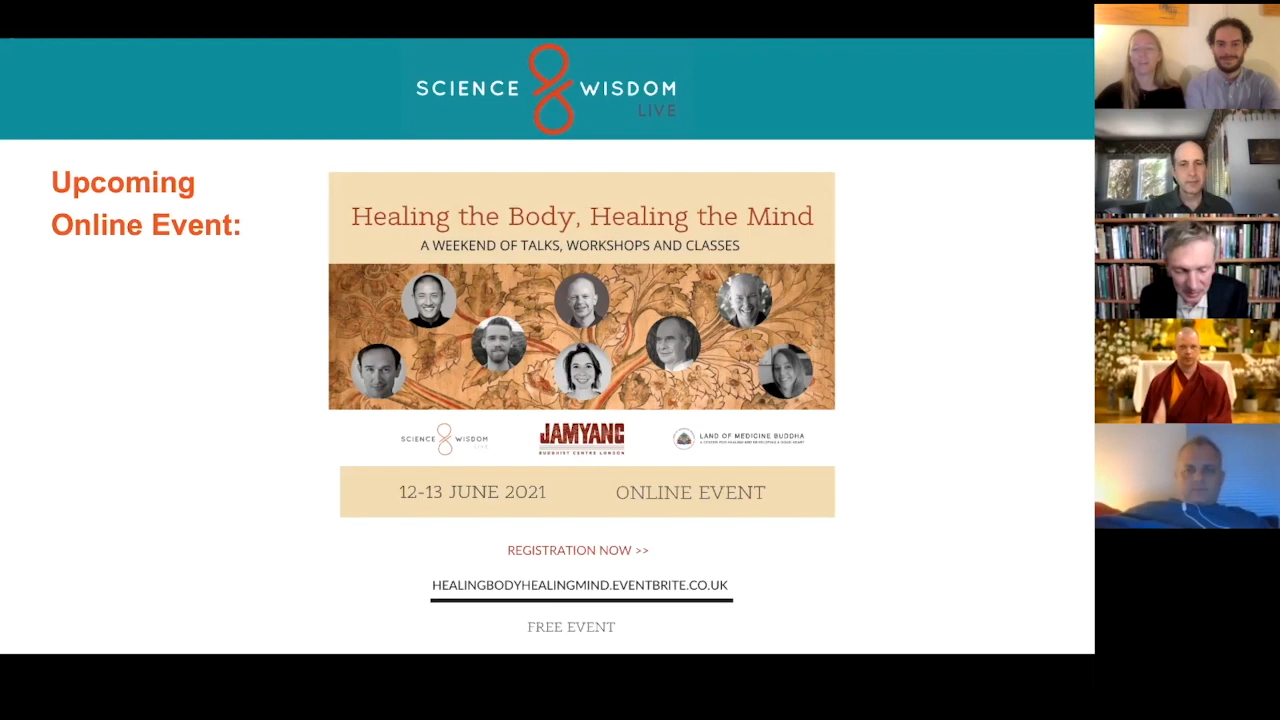 SCIENCE WISDOM
LIVE
Upcoming
Online Event:
Healing the Body, Healing the Mind
A WEEKEND OF TALKS, WORKSHOPS AND CLASSES
SCIENCE WISDOM
LIVE
JAMYANG
BUDDHIST CENTRE LONDON
LAND OF MEDICINE BUDDHA
12-13 JUNE 2021 ONLINE EVENT
REGISTRATION NOW >>
HEALINGBODYHEALINGMIND.EVENTBRITE.CO.UK
FREE EVENT